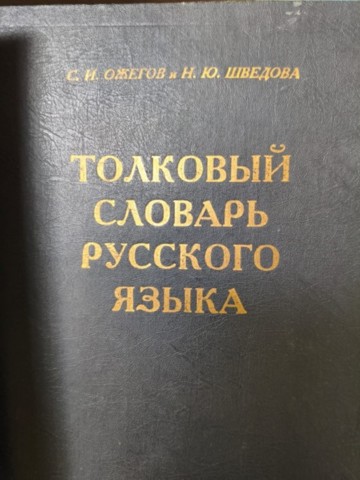 С. И. ОЖЕГОВ и Н. Ю. ШВЕДОВА
ТОЛКОВЫЙ
СЛОВАРЬ
РУССКОГО
ЯЗЫКА